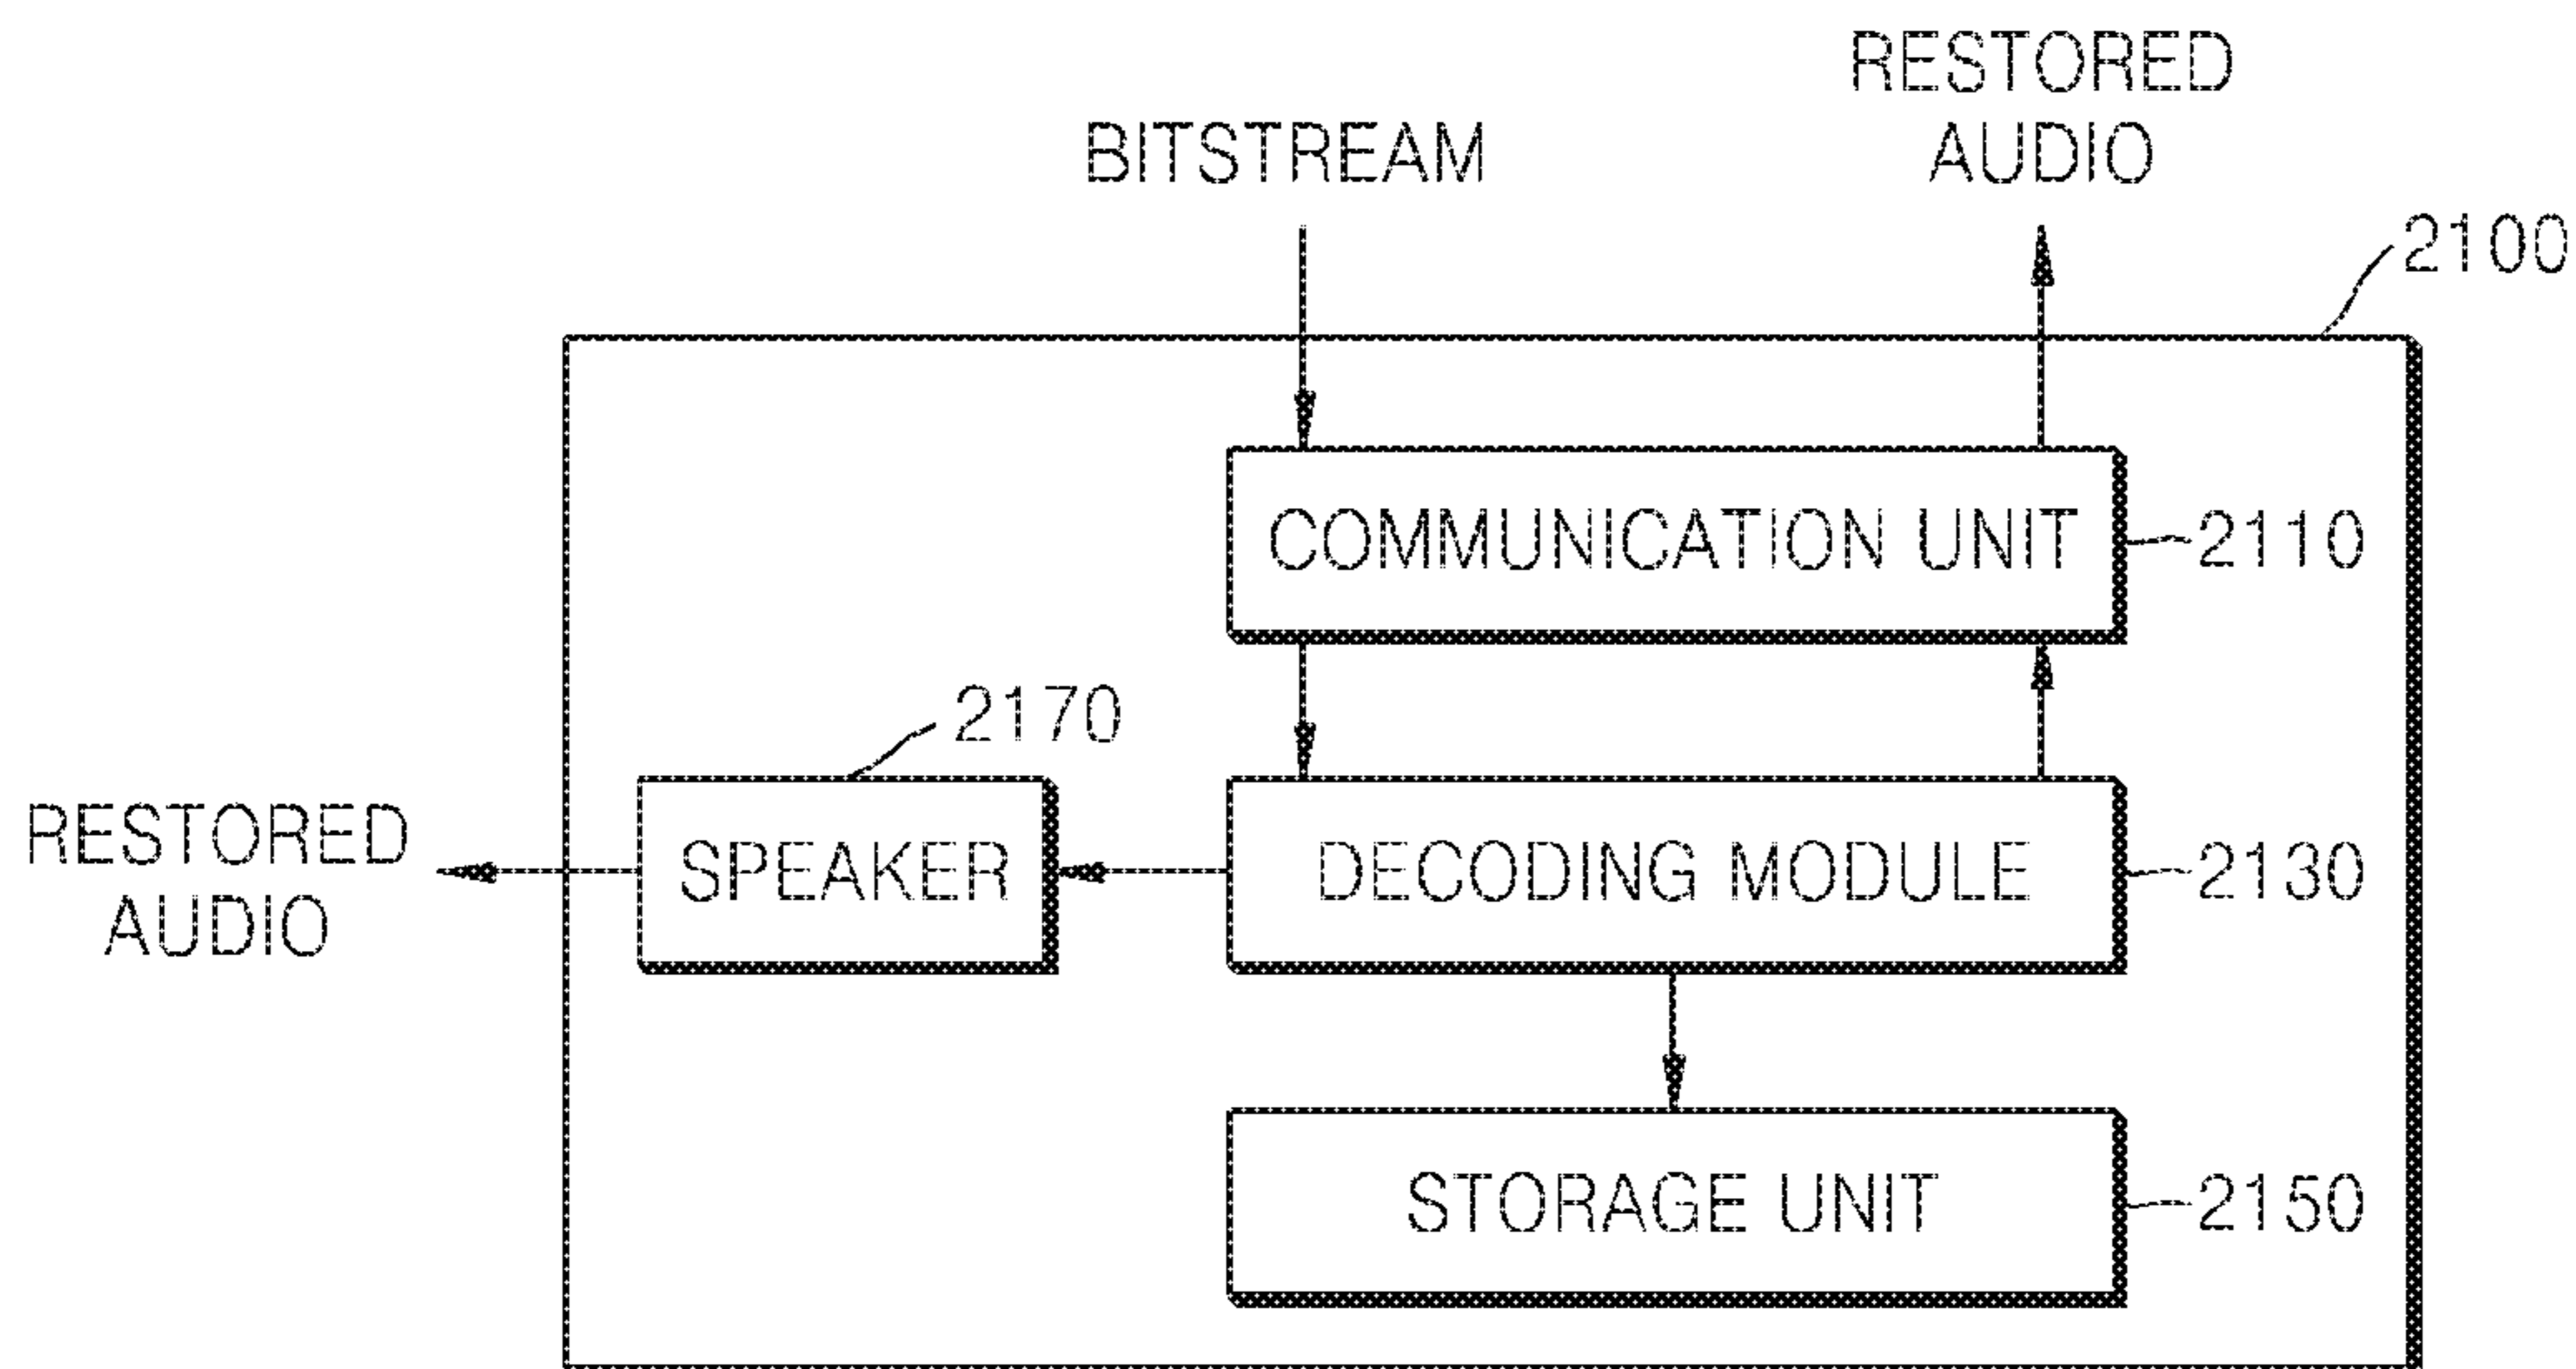 RESTORED
AUDIO
BITSTREAM
2100
COMMUNICATION UNIT
2110
2170
RESTORED
AUDIO
SPEAKER
DECODING MODULE
2130
STORAGE UNIT
2150